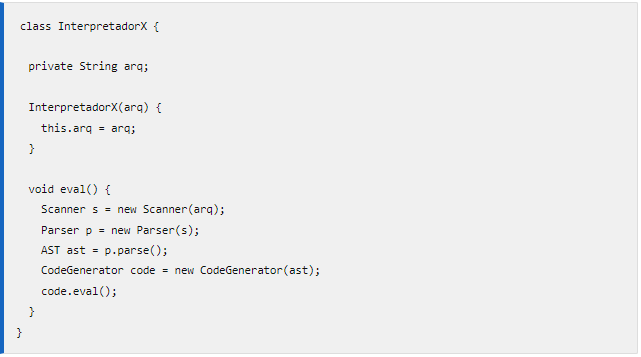 class InterpretadorX {
private String arq;
InterpretadorX(arq) {
this.arq = arq;
}
void eval() {
Scanner s = new Scanner(arq);
Parser p = new Parser(s);
AST ast = p.parse();
CodeGenerator code = new CodeGenerator(ast);
code.eval();
}
}